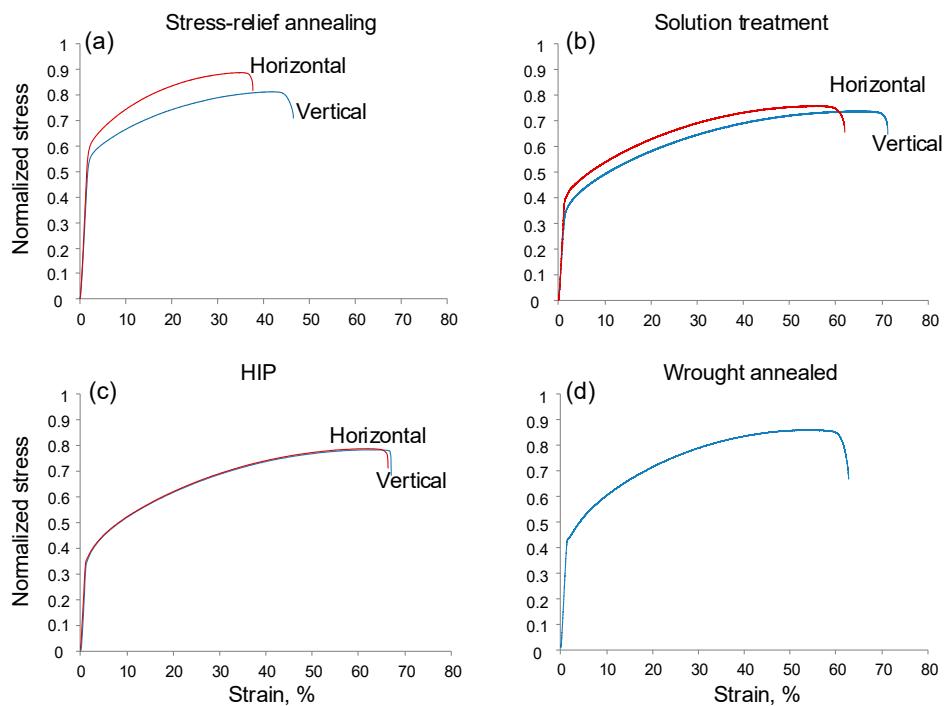 Stress-relief annealing
(a)
Horizontal
Vertical
Normalized stress
1
0.9
0.8
0.7
0.6
0.5
0.4
0.3
0.2
0.1
0
0 10 20 30 40 50 60 70 80
Solution treatment
(b)
Horizontal
Vertical
1
0.9
0.8
0.7
0.6
0.5
0.4
0.3
0.2
0.1
0
0 10 20 30 40 50 60 70 80
HIP
(c)
Horizontal
Vertical
Normalized stress
1
0.9
0.8
0.7
0.6
0.5
0.4
0.3
0.2
0.1
0
0 10 20 30 40 50 60 70 80
Strain, %
Wrought annealed
(d)
1
0.9
0.8
0.7
0.6
0.5
0.4
0.3
0.2
0.1
0
0 10 20 30 40 50 60 70 80
Strain, %